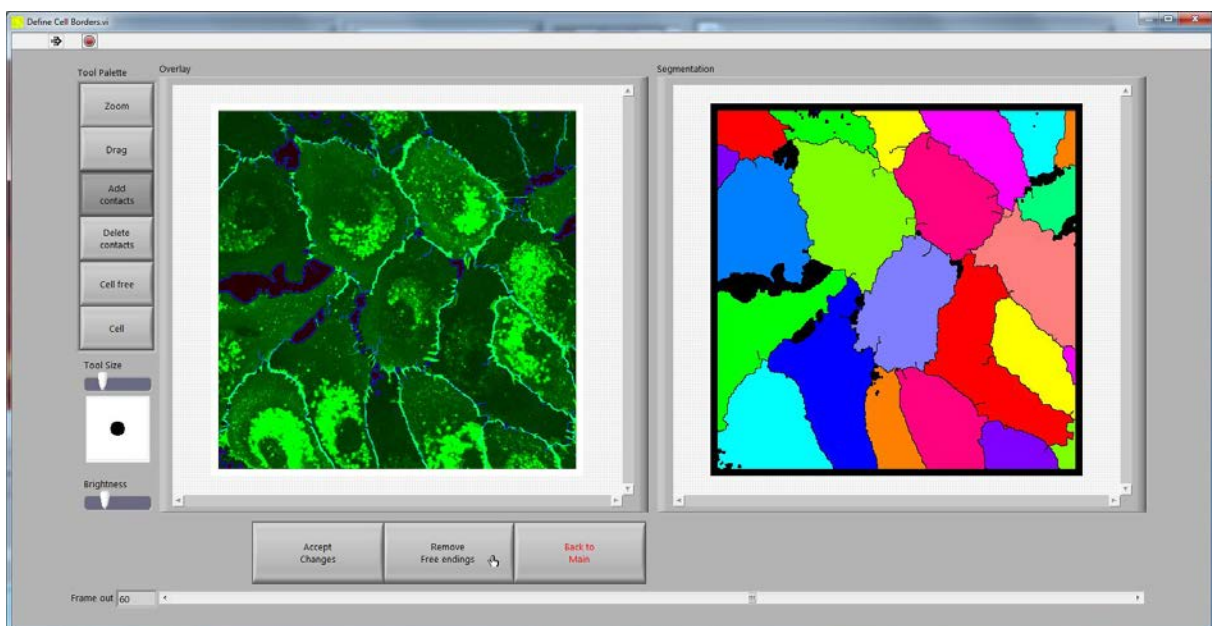 Define Cell Borders.vi
Tool Palette
Overlay
Segmentation
Zoom
Drag
Add
contacts
Delete
contacts
Cell free
Cell
Tool Size
Brightness
Accept
Changes
Remove
Free endings
Back to
Main
Frame out 60